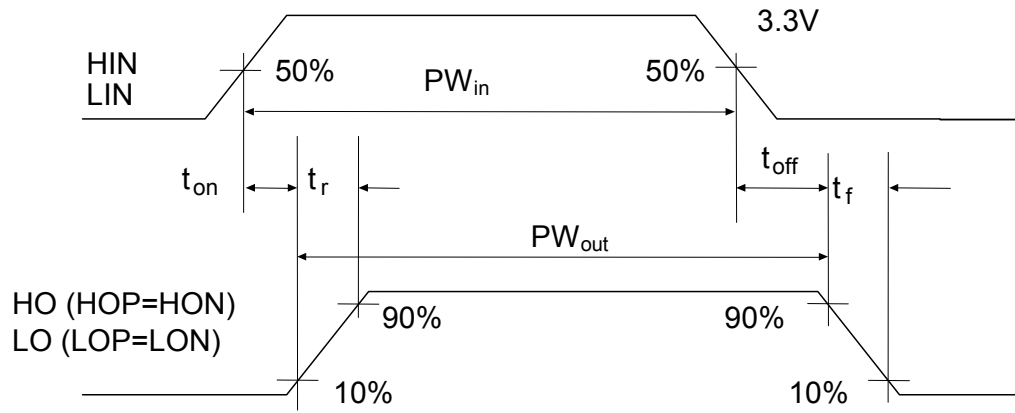 3.3V
HIN
LIN
50%
50%
PWin
ton
tr
toff
tf
PWout
HO (HOP=HON)
LO (LOP=LON)
90%
90%
10%
10%